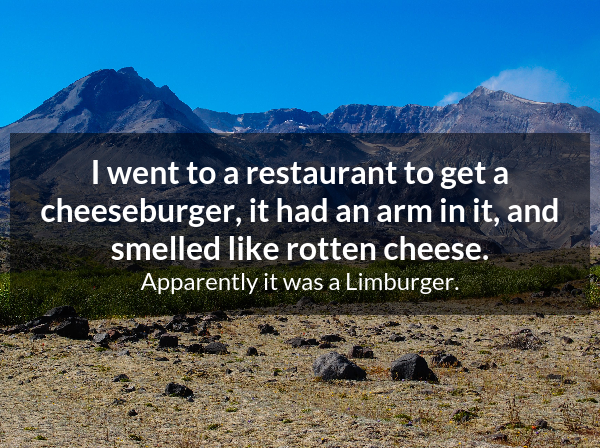 I went to a restaurant to get a
cheeseburger, it had an arm in it, and
smelled like rotten cheese.
Apparently it was a Limburger.